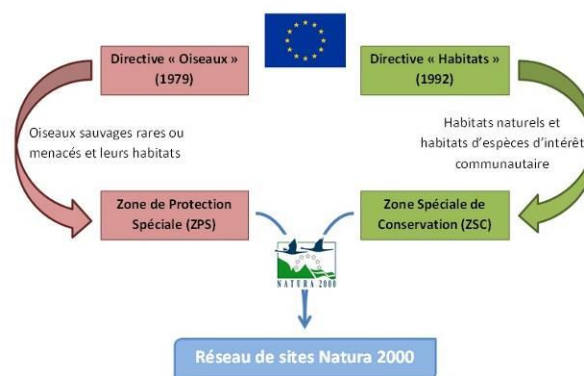 Directive « Oiseaux »
(1979)
Directive « Habitats »
(1992)
Oiseaux sauvages rares ou
menacés et leurs habitats
Habitats naturels et
habitats d'espèces d'intérêt
communautaire
Zone de Protection
Spéciale (ZPS)
Zone Spéciale de
Conservation (ZSC)
NATURA 2000
Réseau de sites Natura 2000